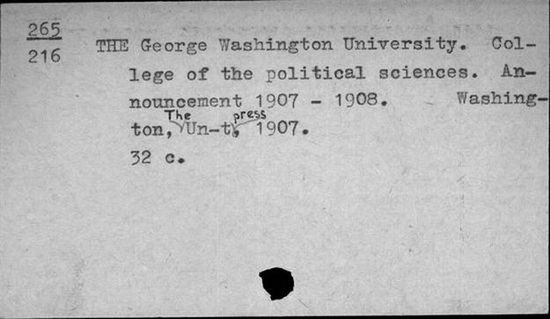 265
216
THE George Washington University. Col-
lege of the political sciences. An-
nouncement 1907 - 1908. Washing-
ton, The Un-t, press 1907.
32 c.